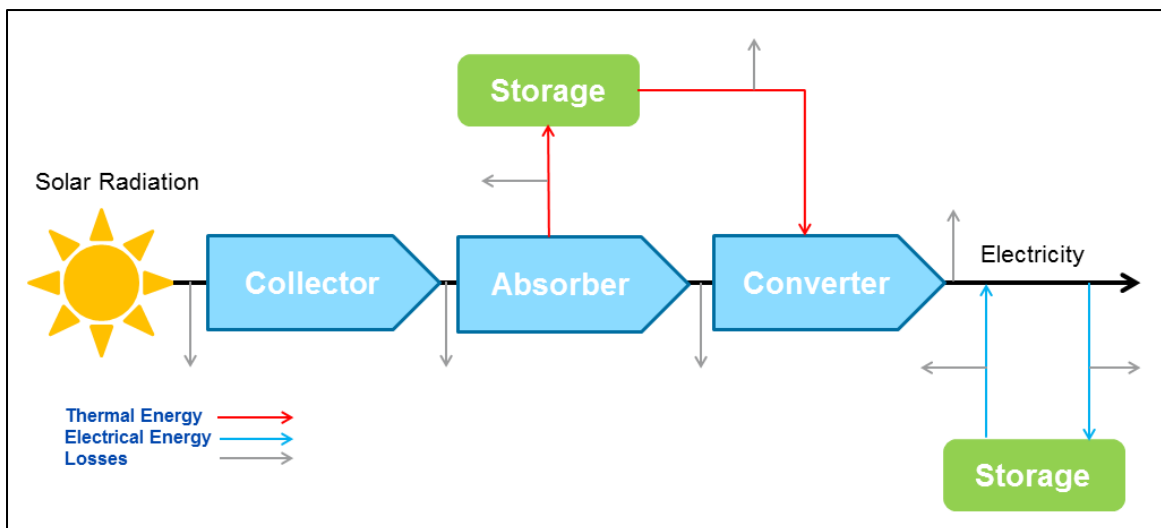 Storage
Solar Radiation
Collector
Absorber
Converter
Electricity
Thermal Energy
Electrical Energy
Losses
Storage